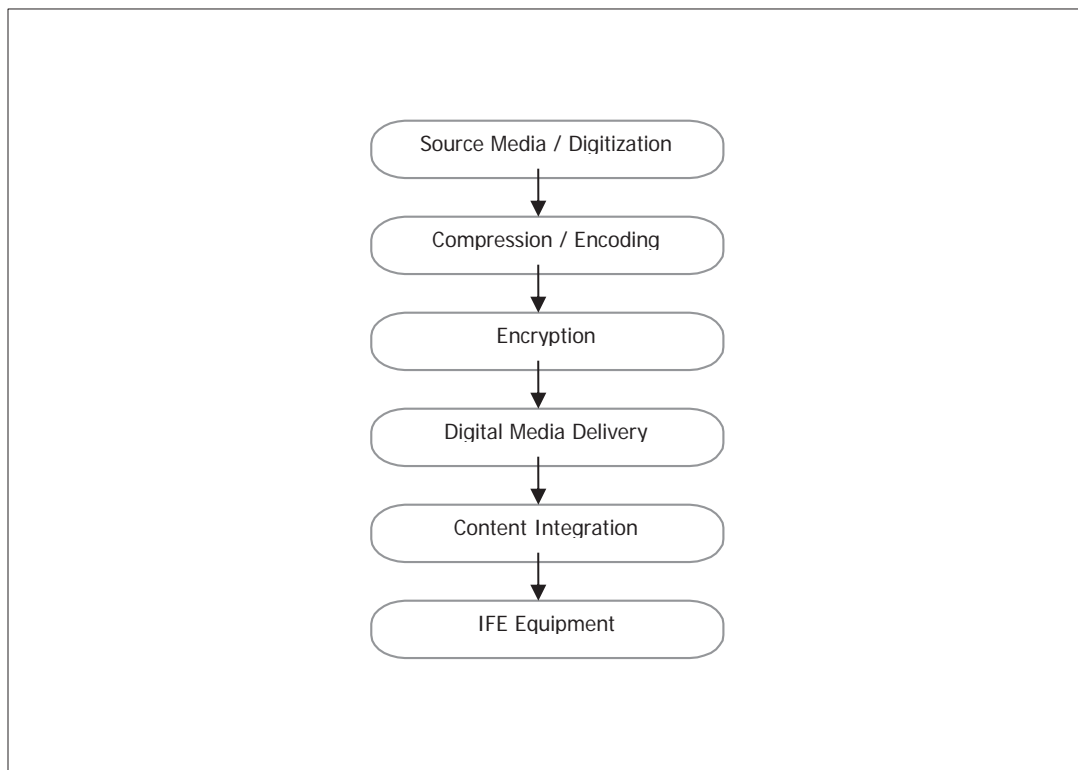 Source Media / Digitization
Compression / Encoding
Encryption
Digital Media Delivery
Content Integration
IFE Equipment